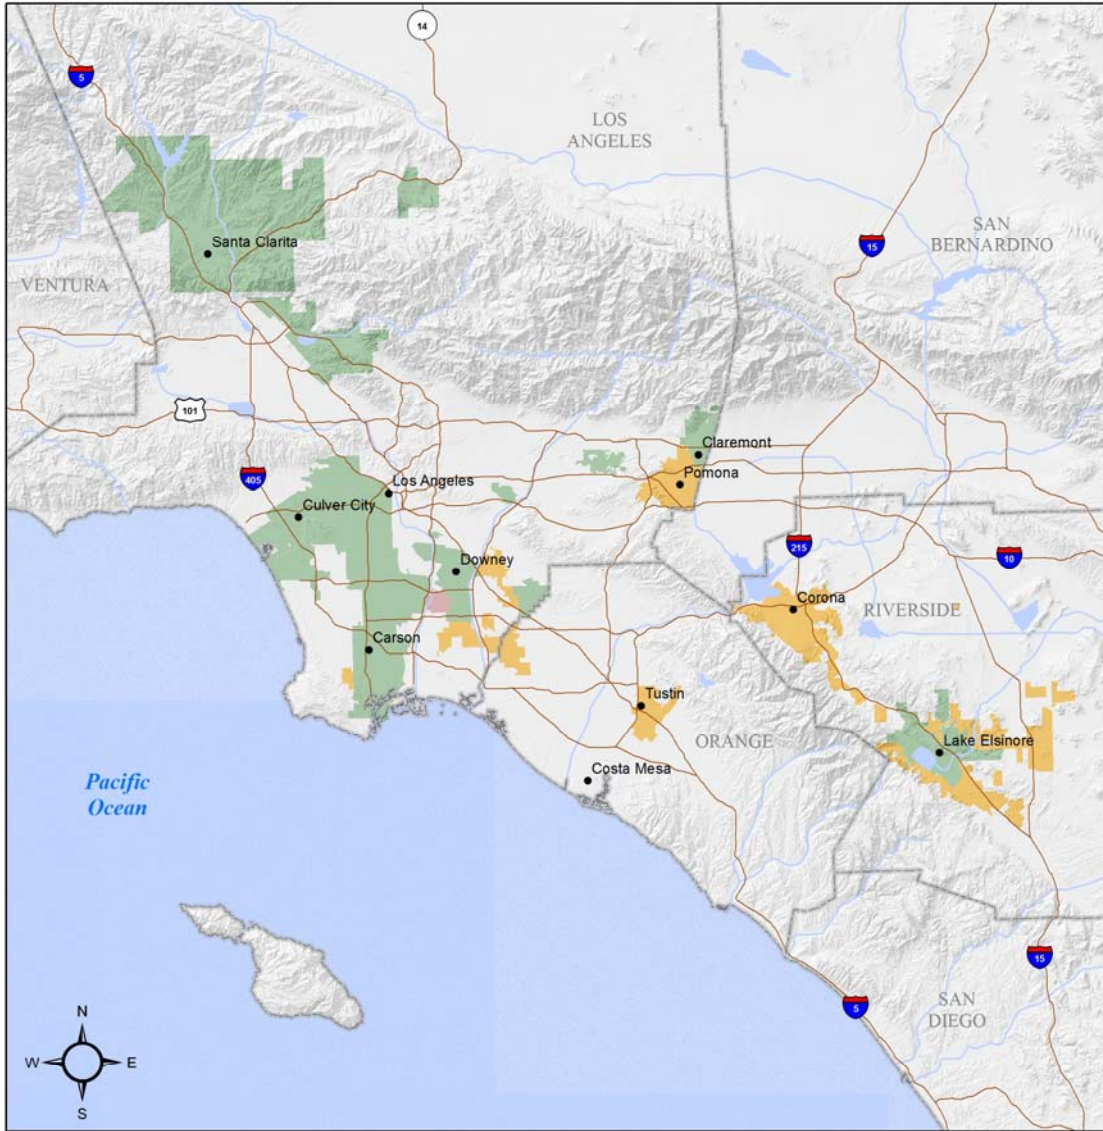 14
5
LOS
ANGELES
SAN
BERNARDINO
15
Santa Clarita
VENTURA
101
Claremont
405
Pomona
Los Angeles
Culver City
215
10
Downey
Corona
RIVERSIDE
Carson
Tustin
ORANGE
Lake Elsinore
Costa Mesa
Pacific
Ocean
15
SAN
DIEGO
5
N
W
E
S